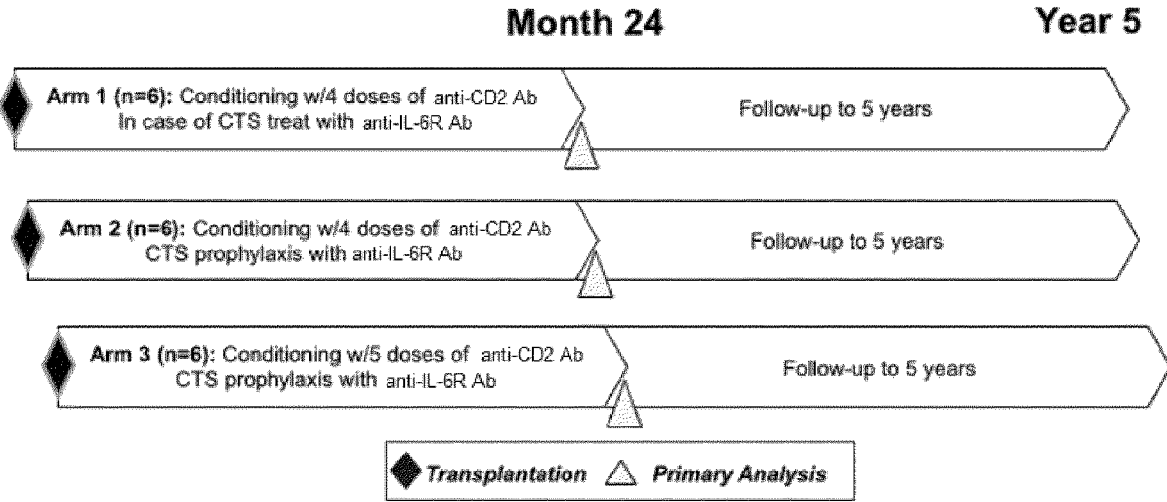 Month 24
Year 5
Arm 1 (n=6): Conditioning w/4 doses of anti-CD2 Ab
In case of CTS treat with anti-IL-6R Ab
Follow-up to 5 years
Arm 2 (n=6): Conditioning w/4 doses of anti-CD2 Ab
CTS prophylaxis with anti-IL-6R Ab
Follow-up to 5 years
Arm 3 (n=6): Conditioning w/5 doses of anti-CD2 Ab
CTS prophylaxis with anti-IL-6R Ab
Follow-up to 5 years
Transplantation
Primary Analysis